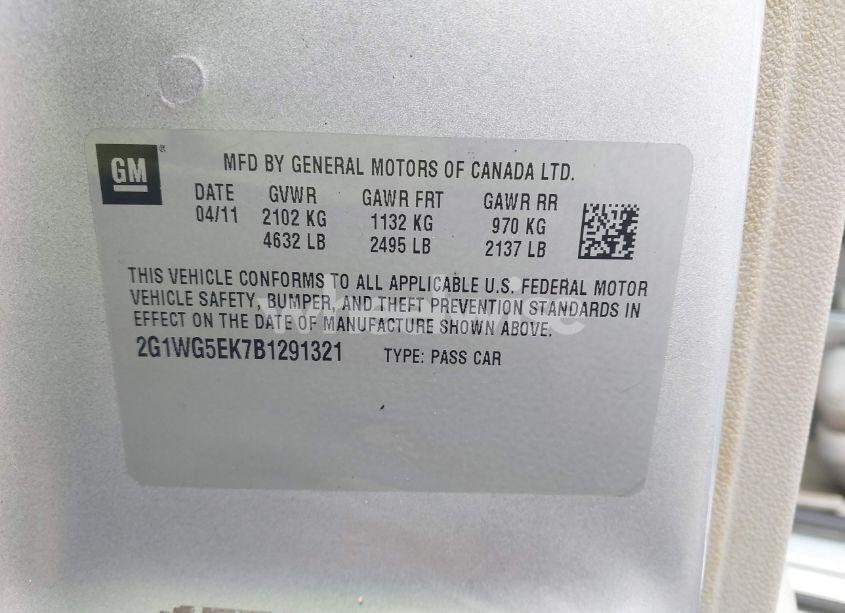 GM
MFD BY GENERAL MOTORS OF CANADA LTD.
DATE GVWR GAWR FRT GAWR RR
04/11 2102 KG 1132 KG 970 KG
4632 LB 2495 LB 2137 LB
THIS VEHICLE CONFORMS TO ALL APPLICABLE U.S. FEDERAL MOTOR
VEHICLE SAFETY, BUMPER, AND THEFT PREVENTION STANDARDS IN
EFFECT ON THE DATE OF MANUFACTURE SHOWN ABOVE.
2G1WG5EK7B1291321 TYPE: PASS CAR